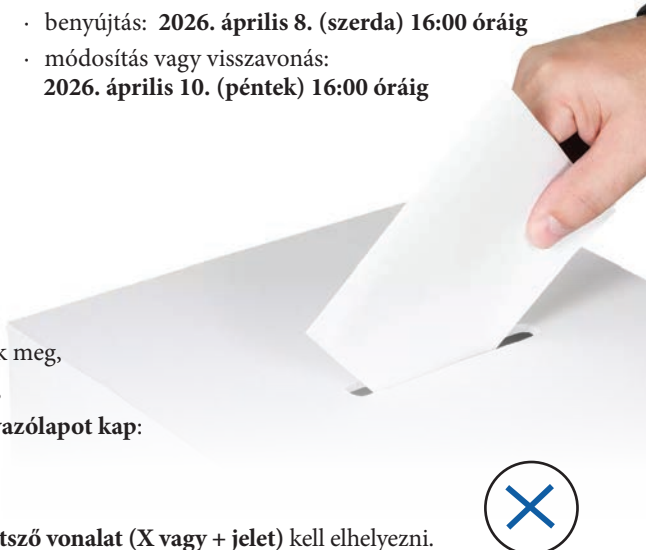 · benyújtás: 2026. április 8. (szerda) 16:00 óráig
· módosítás vagy visszavonás:
2026. április 10. (péntek) 16:00 óráig
k meg,
vazólapot kap:
tsző vonalat (X vagy + jelet) kell elhelyezni.